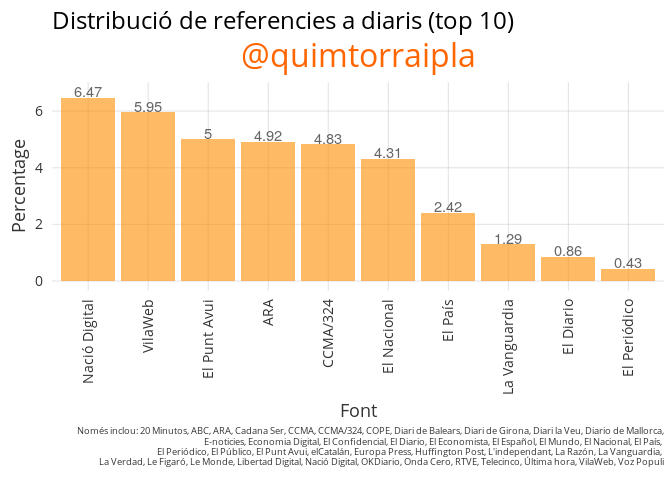 Distribució de referencies a diaris (top 10)
@quimtorraipla
6.47
5.95
5
4.92
4.83
4.31
2.42
1.29
0.86
0.43
Percentage
6
4
2
0
Nació Digital
VilaWeb
El Punt Avui
ARA
CCMA/324
El Nacional
El País
La Vanguardia
El Diario
El Periódico
Font
Només inclou: 20 Minutos, ABC, ARA, Cadana Ser, CCMA, CCMA/324, COPE, Diari de Balears, Diari de Girona, Diari la Veu, Diario de Mallorca,
E-noticies, Economia Digital, El Confidencial, El Diario, El Economista, El Español, El Mundo, El Nacional, El País,
El Periódico, El Público, El Punt Avui, elCatalán, Europa Press, Huffington Post, L'independant, La Razón, La Vanguardia,
La Verdad, Le Figaró, Le Monde, Libertad Digital, Nació Digital, OKDiario, Onda Cero, RTVE, Telecinco, Última hora, VilaWeb, Voz Populi